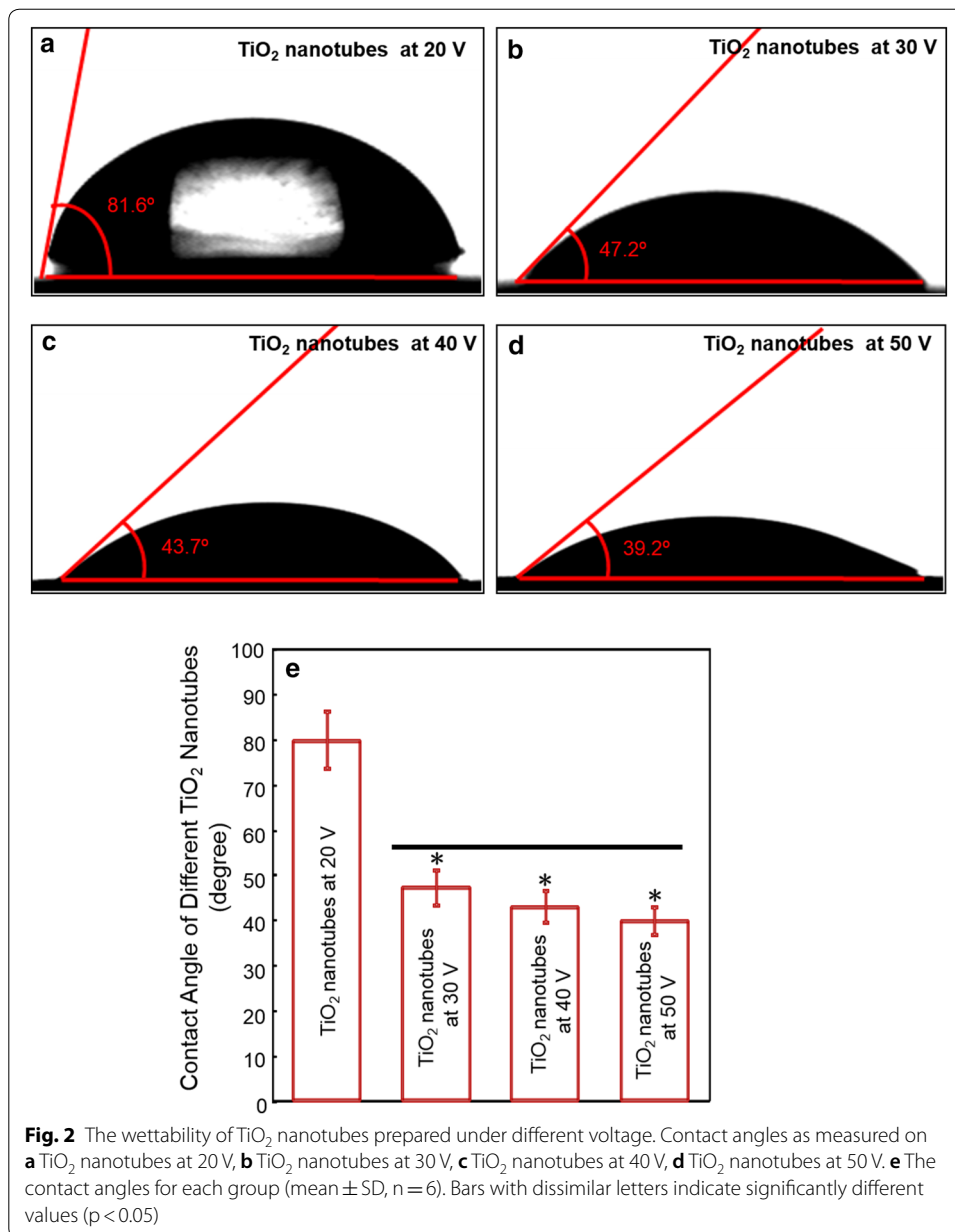 a
TiO₂ nanotubes at 20 V
81.6º
b
TiO₂ nanotubes at 30 V
47.2º
c
TiO₂ nanotubes at 40 V
43.7º
d
TiO₂ nanotubes at 50 V
39.2º
e
Contact Angle of Different TiO₂ Nanotubes
(degree)
100
90
80
70
60
50
40
30
20
10
0
TiO₂ nanotubes at 20 V
*
TiO₂ nanotubes
at 30 V
*
TiO₂ nanotubes
at 40 V
*
TiO₂ nanotubes
at 50 V
Fig. 2 The wettability of TiO₂ nanotubes prepared under different voltage. Contact angles as measured on
a TiO₂ nanotubes at 20 V, b TiO₂ nanotubes at 30 V, c TiO₂ nanotubes at 40 V, d TiO₂ nanotubes at 50 V. e The
contact angles for each group (mean ± SD, n = 6). Bars with dissimilar letters indicate significantly different
values (p < 0.05)